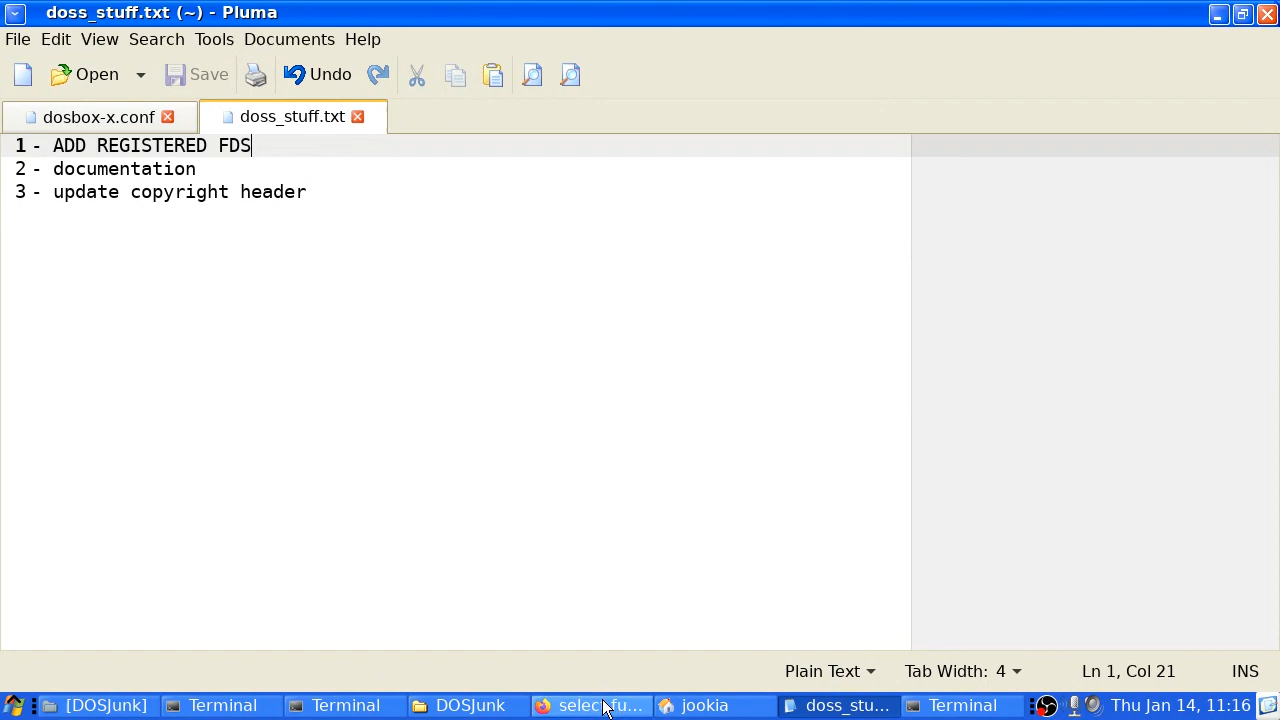 doss_stuff.txt (~) - Pluma
File Edit View Search Tools Documents Help
Open Save Undo
dosbox-x.conf doss_stuff.txt
1 - ADD REGISTERED FDS
2 - documentation
3 - update copyright header
Plain Text Tab Width: 4 Ln 1, Col 21 INS
[DOSJunk] Terminal Terminal DOSJunk select fu... jookia doss_stu... Terminal Thu Jan 14, 11:16